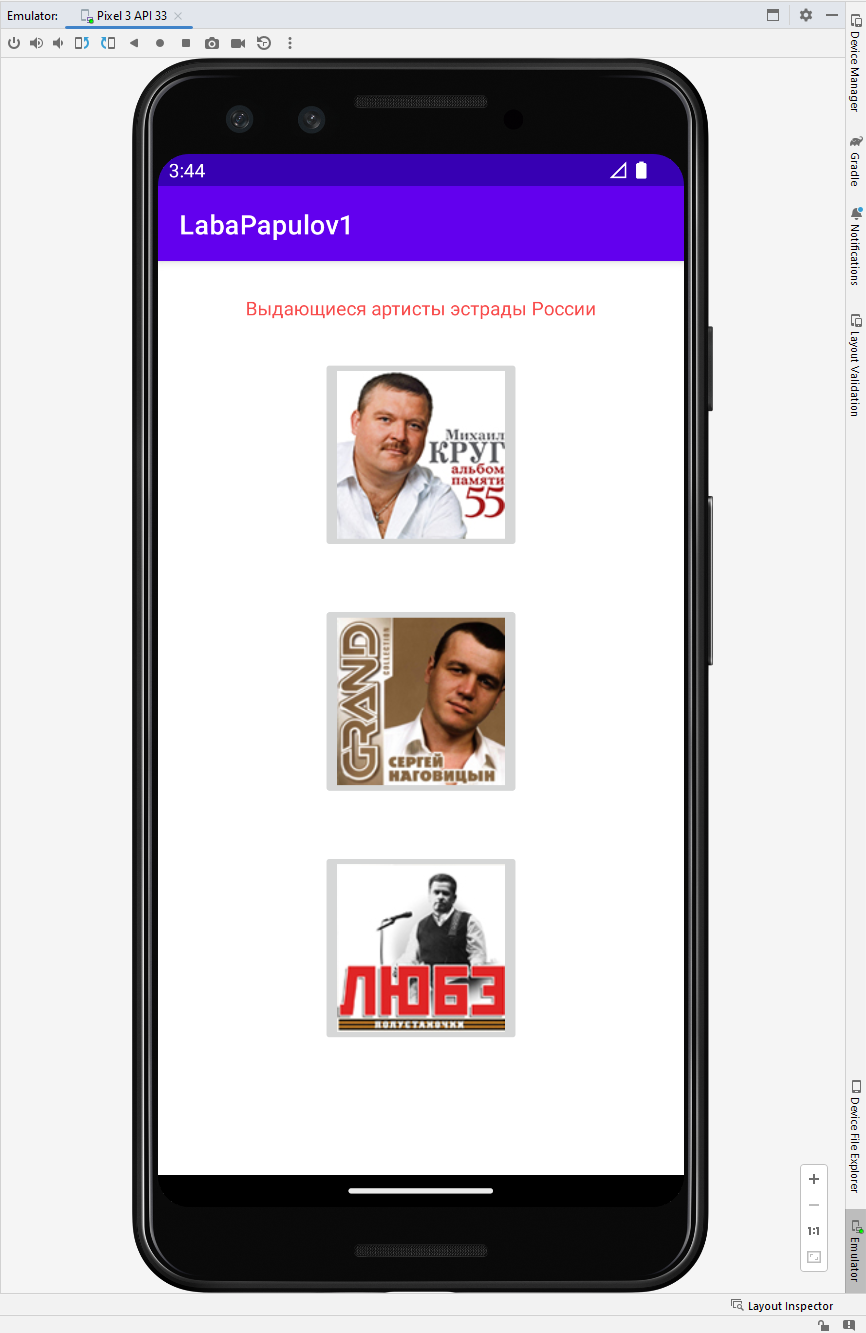 Emulator:
Pixel 3 API 33
3:44
LabaPapulov1
Выдающиеся артисты эстрады России
Михаил
КРУГ
альбом
памяти
55
GRAND
COLLECTION
СЕРГЕЙ
НАГОВИЦЫН
ЛЮБЭ
ПОЛУСТАНОЧКИ
Device Manager
Gradle
Notifications
Layout Validation
Device File Explorer
Emulator
1:1
Layout Inspector